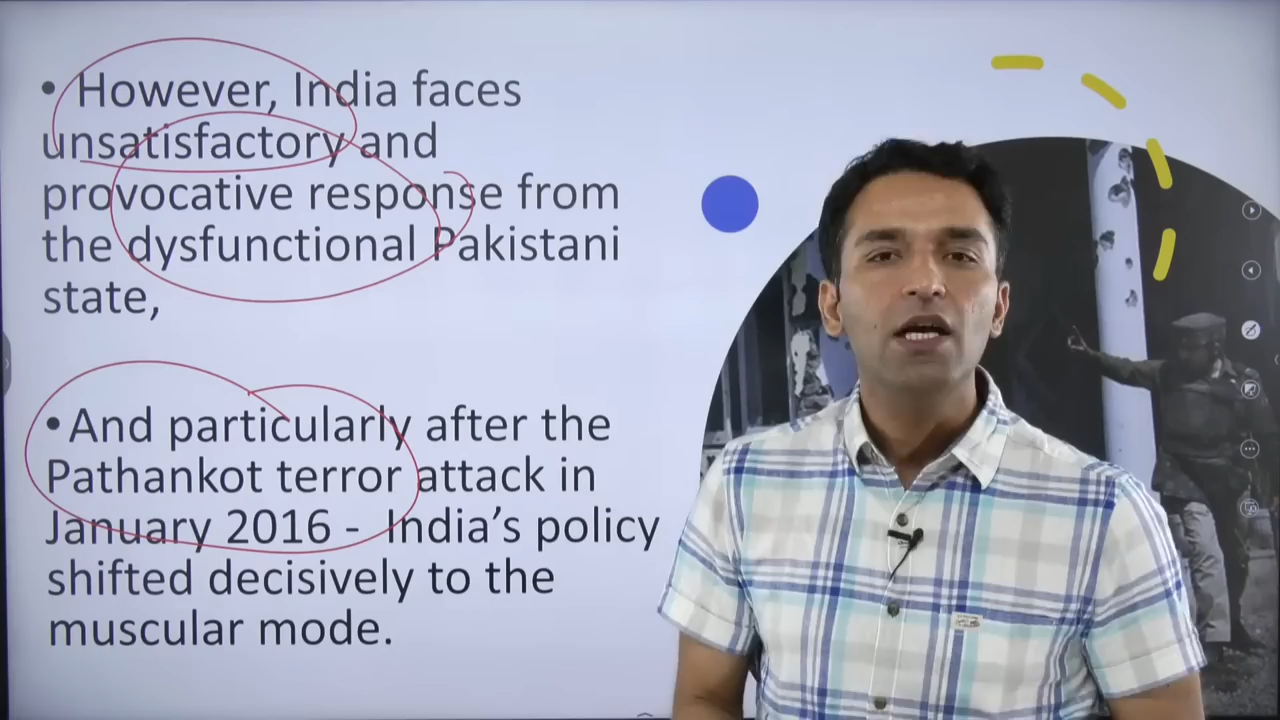 • However, India faces
unsatisfactory and
provocative response from
the dysfunctional Pakistani
state,
• And particularly after the
Pathankot terror attack in
January 2016 - India’s policy
shifted decisively to the
muscular mode.